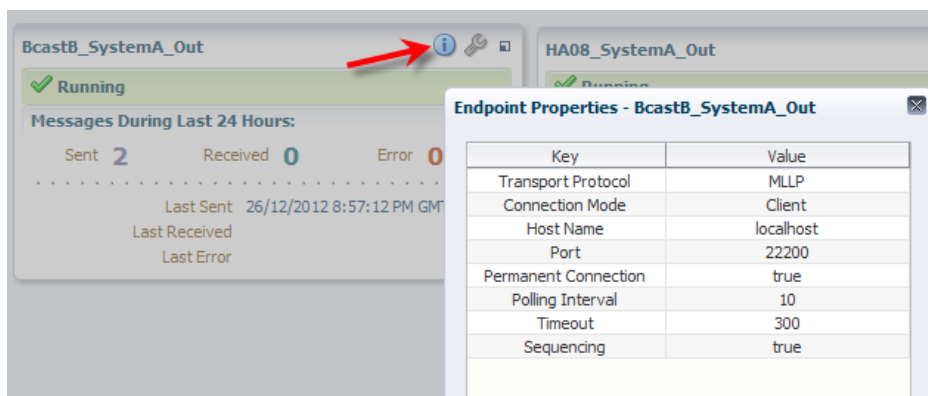 BcastB_SystemA_Out
Running
Messages During Last 24 Hours:
Sent 2 Received 0 Error 0
Last Sent 26/12/2012 8:57:12 PM
Last Received
Last Error
HA08_SystemA_Out
Running
Endpoint Properties - BcastB_SystemA_Out
Key Value
Transport Protocol MLLP
Connection Mode Client
Host Name localhost
Port 22200
Permanent Connection true
Polling Interval 10
Timeout 300
Sequencing true